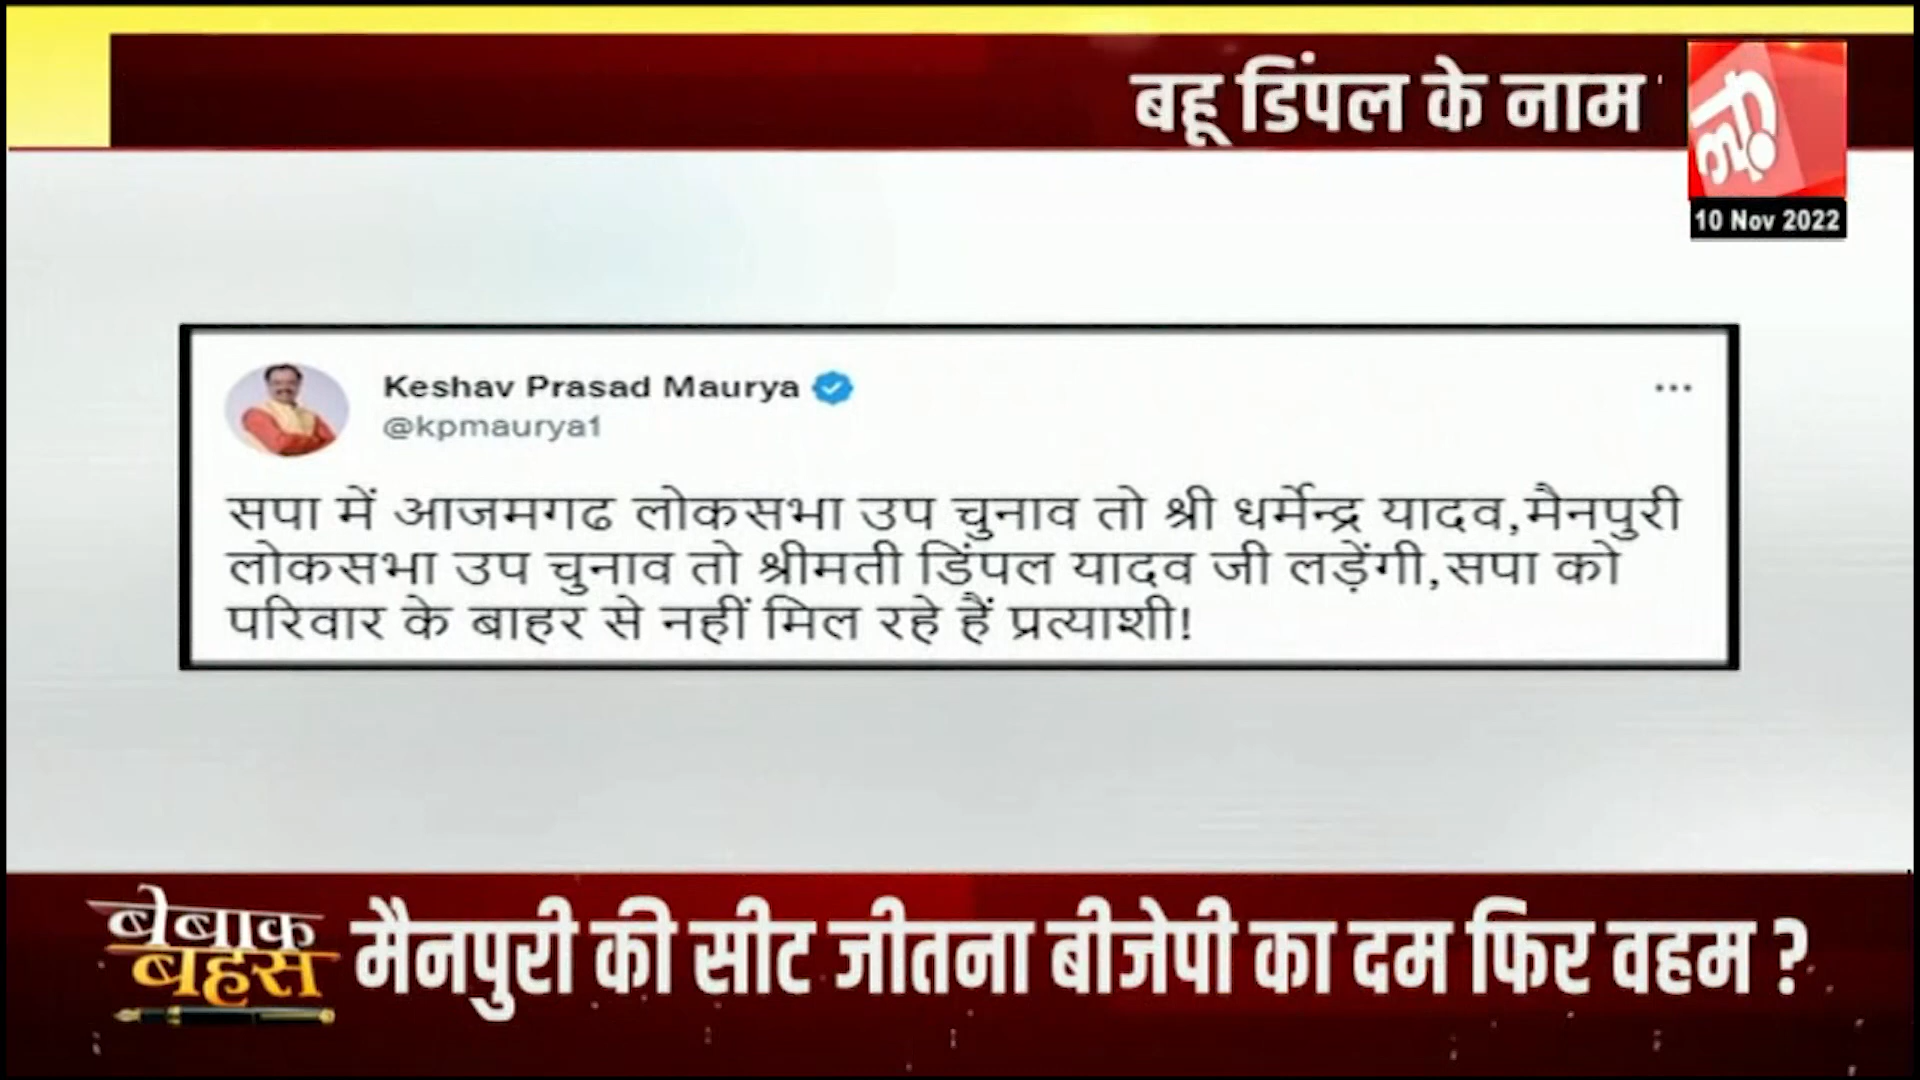 बहू डिंपल के नाम
10 Nov 2022
Keshav Prasad Maurya
@kpmaurya1
सपा में आजमगढ लोकसभा उप चुनाव तो श्री धर्मेन्द्र यादव,मैनपुरी
लोकसभा उप चुनाव तो श्रीमती डिंपल यादव जी लड़ेंगी,सपा को
परिवार के बाहर से नहीं मिल रहे हैं प्रत्याशी!
बेबाक
बहस
मैनपुरी की सीट जीतना बीजेपी का दम फिर वहम ?